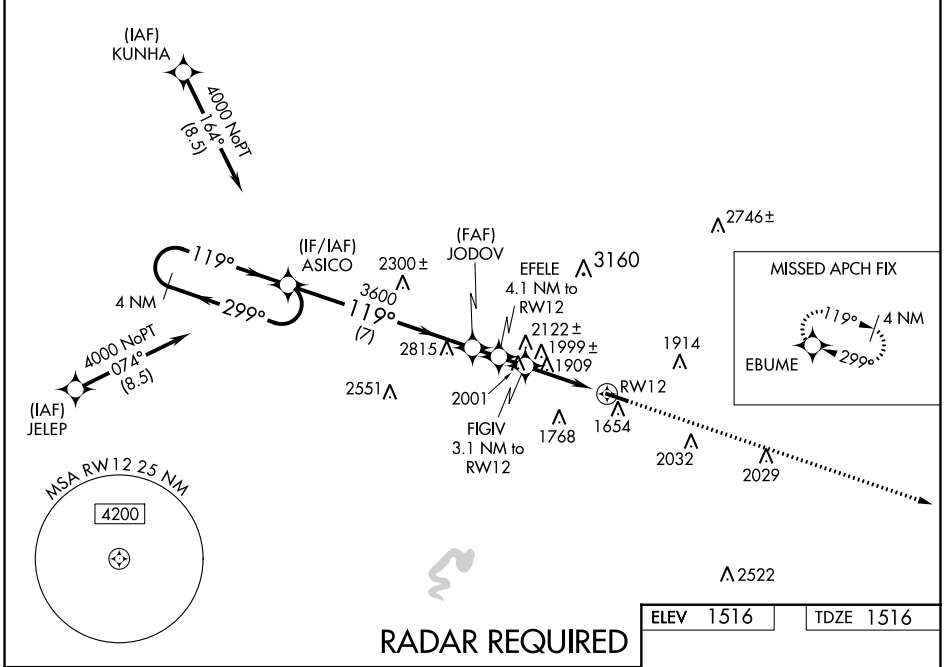 (IAF)
KUNHA
4000 NoPT
164°
(8.5)
2746±
(IF/IAF)
ASICO
(FAF)
JODOV
119°
4 NM
299°
2300±
3600
119°
(7)
EFELE
4.1 NM to
RW12
3160
MISSED APCH FIX
119°
4 NM
299°
EBUME
4000 NoPT
074°
(8.5)
(IAF)
JELEP
2815
2551
2122±
1999±
1909
2001
FIGIV
3.1 NM to
RW12
1914
RW12
1768
1654
2032
2029
MSA RW12 25 NM
4200
2522
RADAR REQUIRED
ELEV 1516
TDZE 1516